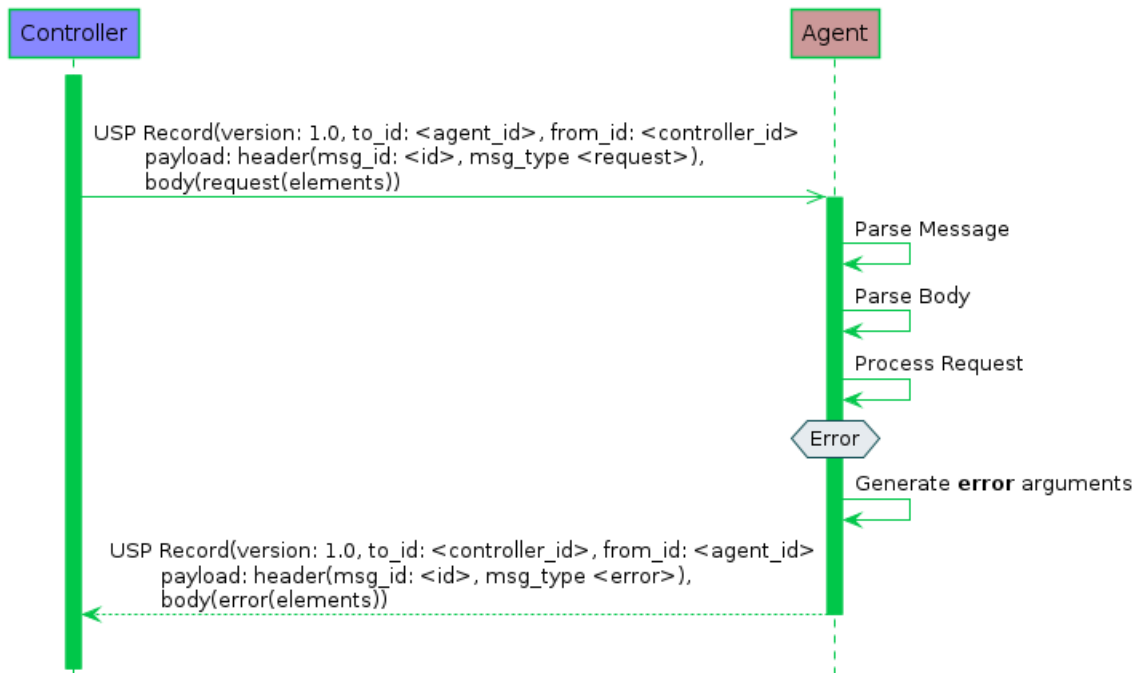 Controller
Agent
USP Record(version: 1.0, to_id: <agent_id>, from_id: <controller_id>
payload: header(msg_id: <id>, msg_type <request>),
body(request(elements))
Parse Message
Parse Body
Process Request
Error
Generate error arguments
USP Record(version: 1.0, to_id: <controller_id>, from_id: <agent_id>
payload: header(msg_id: <id>, msg_type <error>),
body(error(elements))